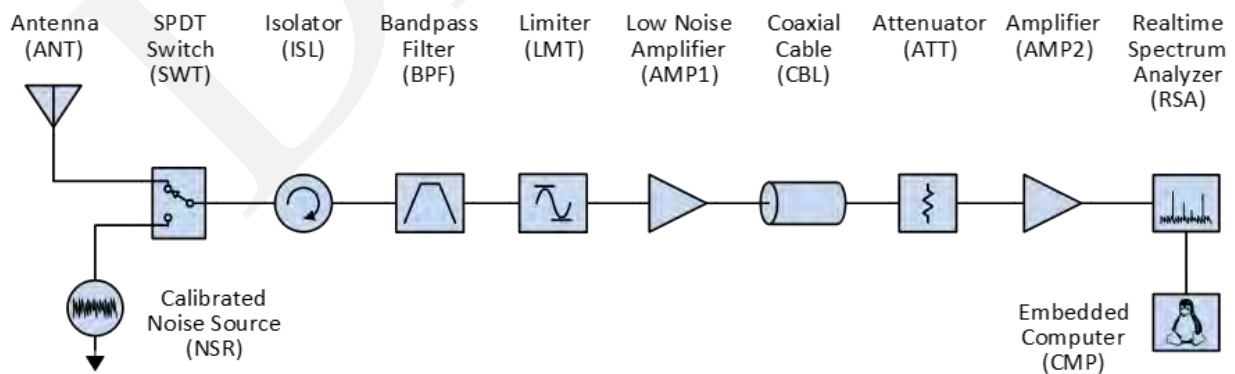 Antenna
(ANT)
SPDT
Switch
(SWT)
Isolator
(ISL)
Bandpass
Filter
(BPF)
Limiter
(LMT)
Low Noise
Amplifier
(AMP1)
Coaxial
Cable
(CBL)
Attenuator
(ATT)
Amplifier
(AMP2)
Realtime
Spectrum
Analyzer
(RSA)
Calibrated
Noise Source
(NSR)
Embedded
Computer
(CMP)